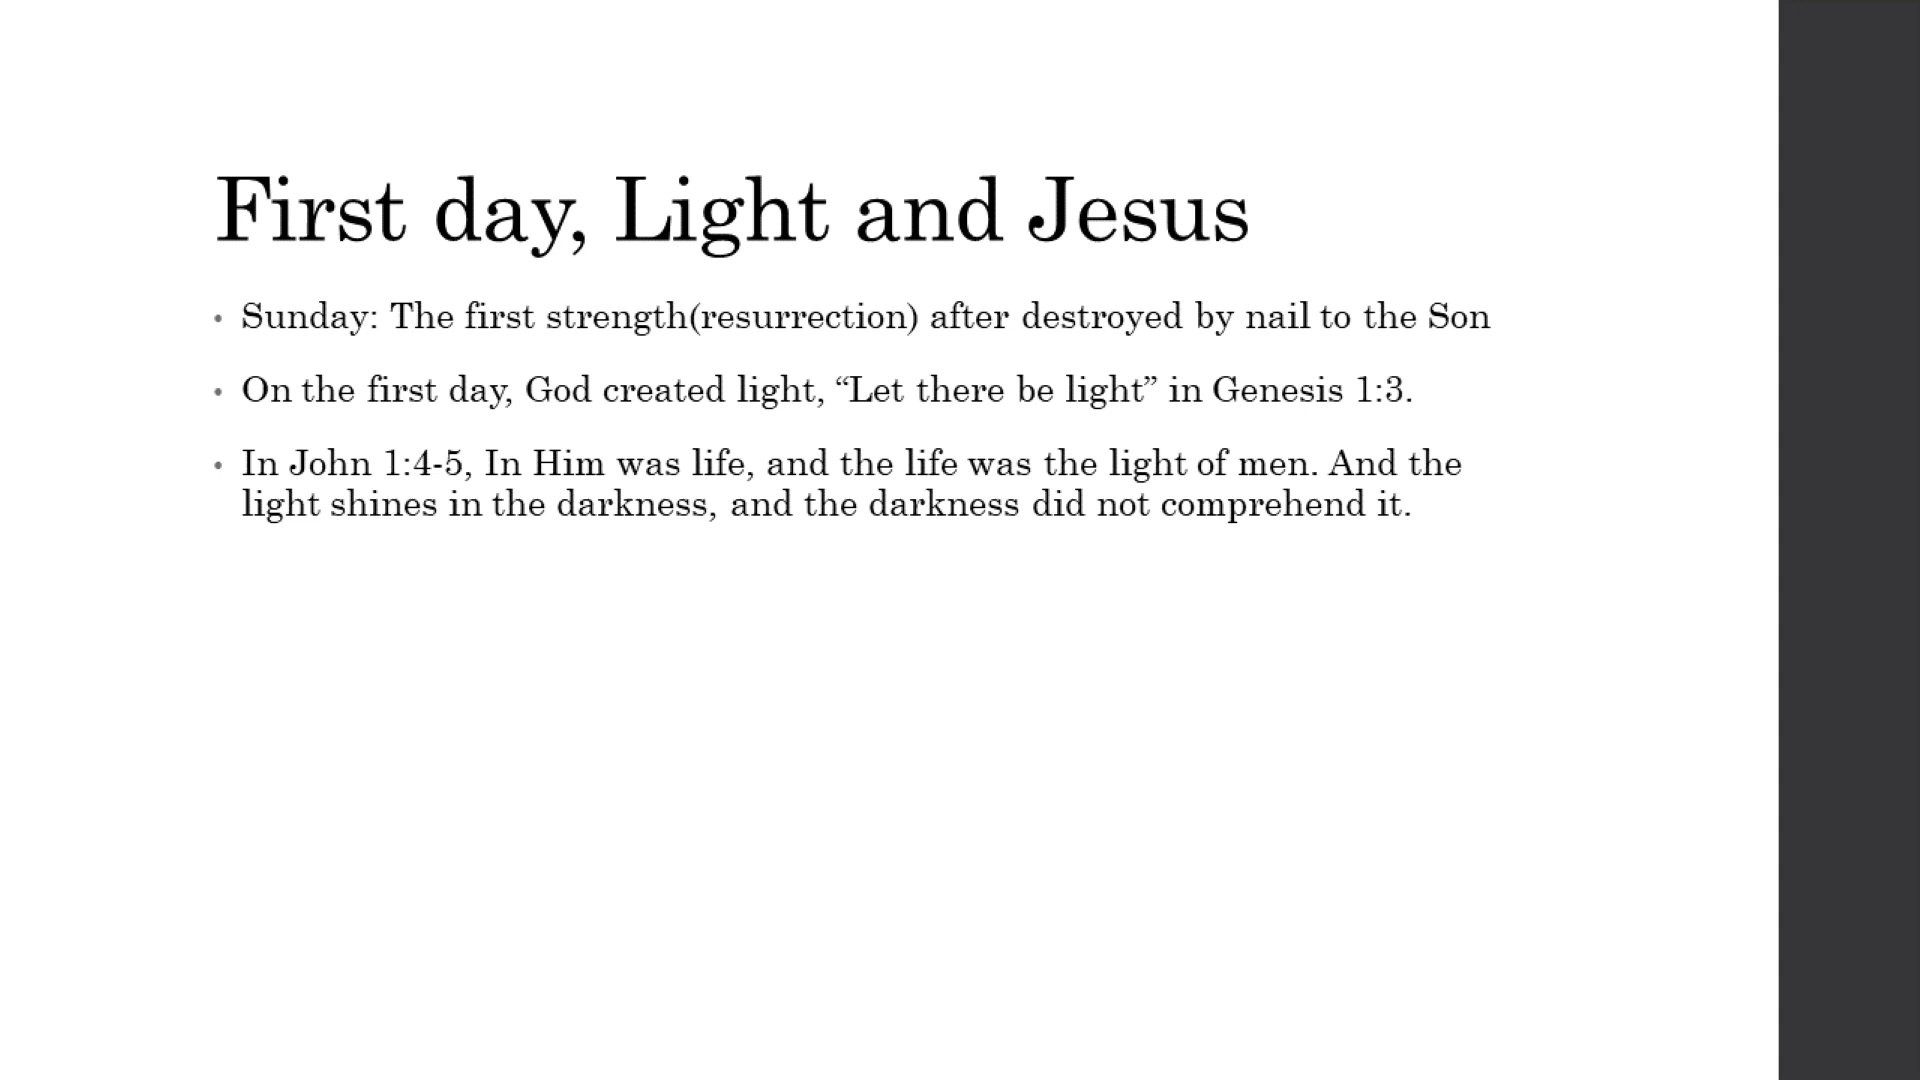 First day, Light and Jesus
• Sunday: The first strength(resurrection) after destroyed by nail to the Son
• On the first day, God created light, “Let there be light” in Genesis 1:3.
• In John 1:4-5, In Him was life, and the life was the light of men. And the
light shines in the darkness, and the darkness did not comprehend it.